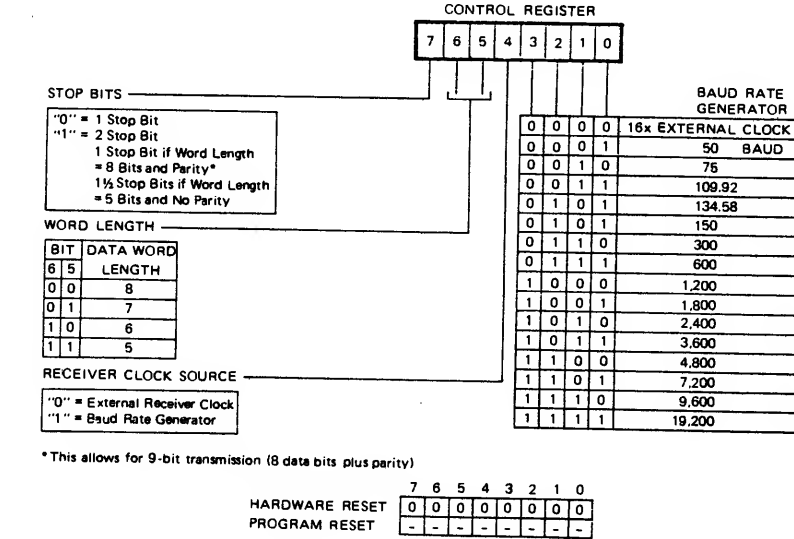 CONTROL REGISTER
7 6 5 4 3 2 1 0
STOP BITS
"0" = 1 Stop Bit
"1" = 2 Stop Bit
1 Stop Bit if Word Length
= 8 Bits and Parity*
1½ Stop Bits if Word Length
= 5 Bits and No Parity
WORD LENGTH
BIT DATA WORD
6 5 LENGTH
0 0 8
0 1 7
1 0 6
1 1 5
RECEIVER CLOCK SOURCE
"0" = External Receiver Clock
"1" = Baud Rate Generator
BAUD RATE
GENERATOR
0 0 0 0 16x EXTERNAL CLOCK
0 0 0 1 50 BAUD
0 0 1 0 75
0 0 1 1 109.92
0 1 0 1 134.58
0 1 0 1 150
0 1 1 0 300
0 1 1 1 600
1 0 0 0 1,200
1 0 0 1 1,800
1 0 1 0 2,400
1 0 1 1 3,600
1 1 0 0 4,800
1 1 0 1 7,200
1 1 1 0 9,600
1 1 1 1 19,200
*This allows for 9-bit transmission (8 data bits plus parity)
7 6 5 4 3 2 1 0
HARDWARE RESET 0 0 0 0 0 0 0 0
PROGRAM RESET - - - - - - - -